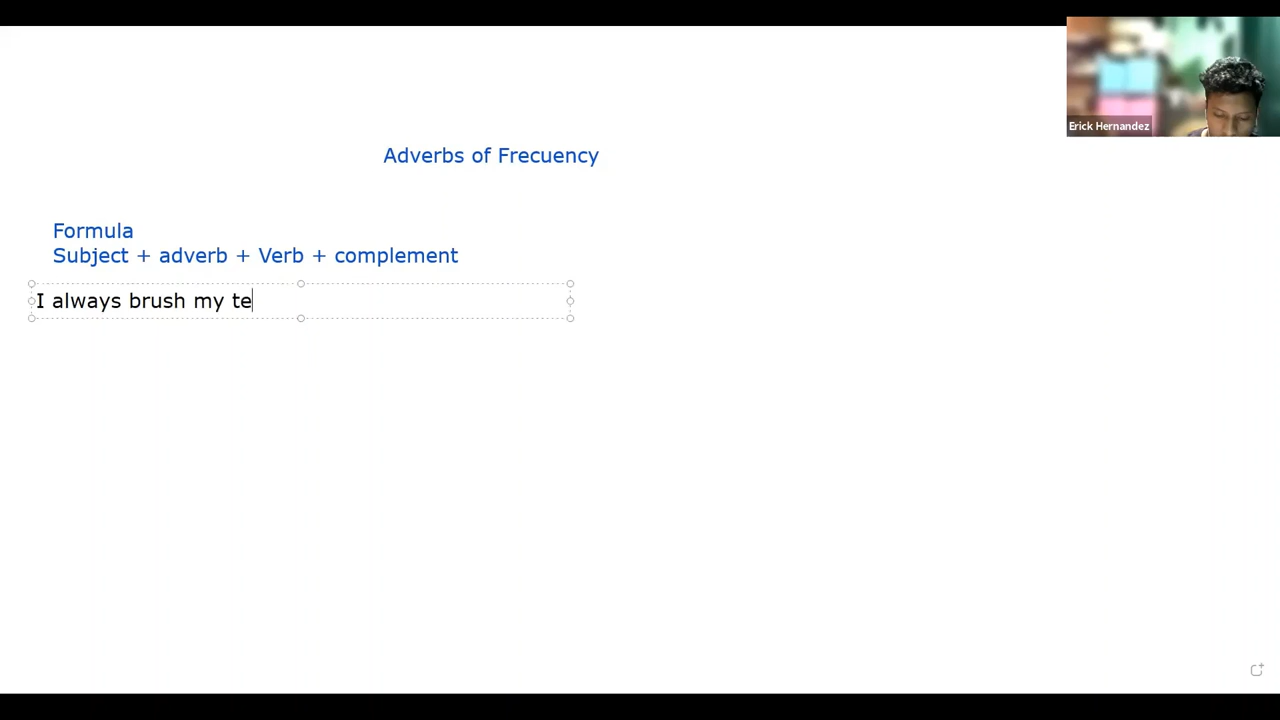 Erick Hernandez
Adverbs of Frecuency
Formula
Subject + adverb + Verb + complement
I always brush my te